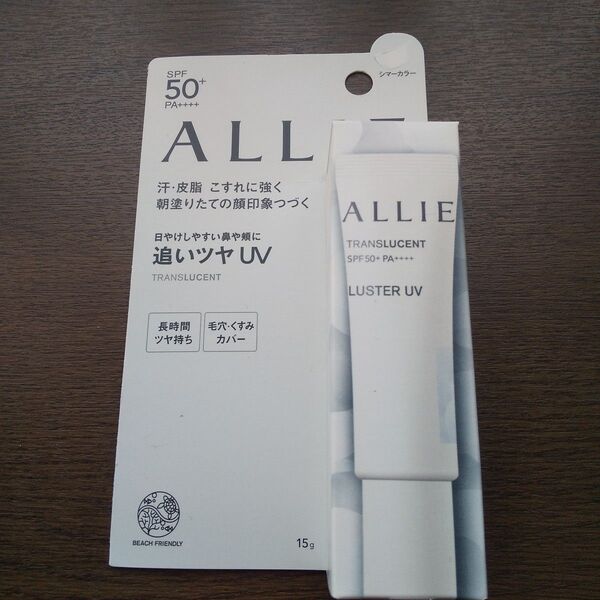 SPF
50+
PA++++
シマーカラー
ALLIE
汗・皮脂 こすれに強く
朝塗りたての顔印象つづく
日やけしやすい鼻や頬に
追いツヤ UV
TRANSLUCENT
長時間
ツヤ持ち
毛穴・くすみ
カバー
BEACH FRIENDLY
15g
ALLIE
TRANSLUCENT
SPF50+ PA++++
LUSTER UV